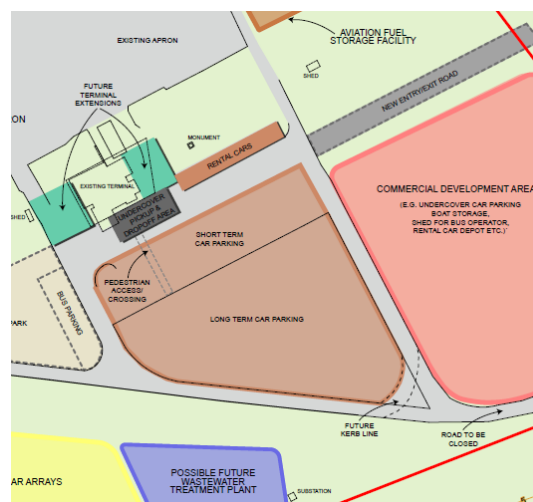 AVIATION FUEL
STORAGE FACILITY
EXISTING APRON
SHED
FUTURE
TERMINAL
EXTENSIONS
NEW ENTRY/EXIT ROAD
ON
MONUMENT
RENTAL CARS
EXISTING TERMINAL
COMMERCIAL DEVELOPMENT AREA
(E.G. UNDERCOVER CAR PARKING
BOAT STORAGE,
SHED FOR BUS OPERATOR,
RENTAL CAR DEPOT ETC.)'
SHED
UNDERCOVER
PICKUP &
DROPOFF AREA
SHORT TERM
CAR PARKING
PEDESTRIAN
ACCESS/
CROSSING
BUS PARKING
PARK
LONG TERM CAR PARKING
FUTURE
KERB LINE
ROAD TO BE
CLOSED
AR ARRAYS
POSSIBLE FUTURE
WASTEWATER
TREATMENT PLANT
SUBSTATION